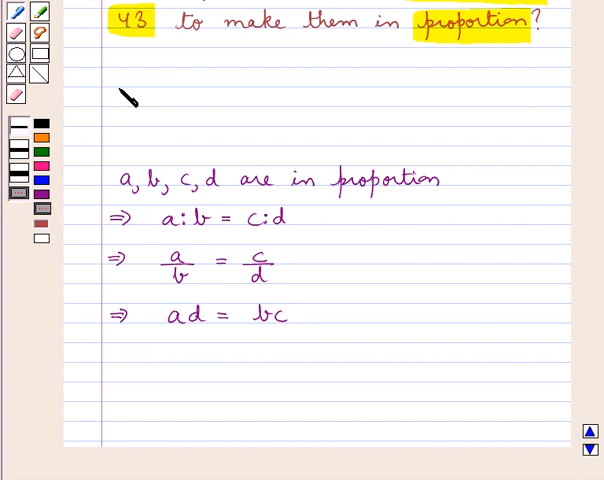 43 to make them in proportion?
a, b, c, d are in proportion
⇒ a:b = c:d
⇒ a/b = c/d
⇒ ad = bc